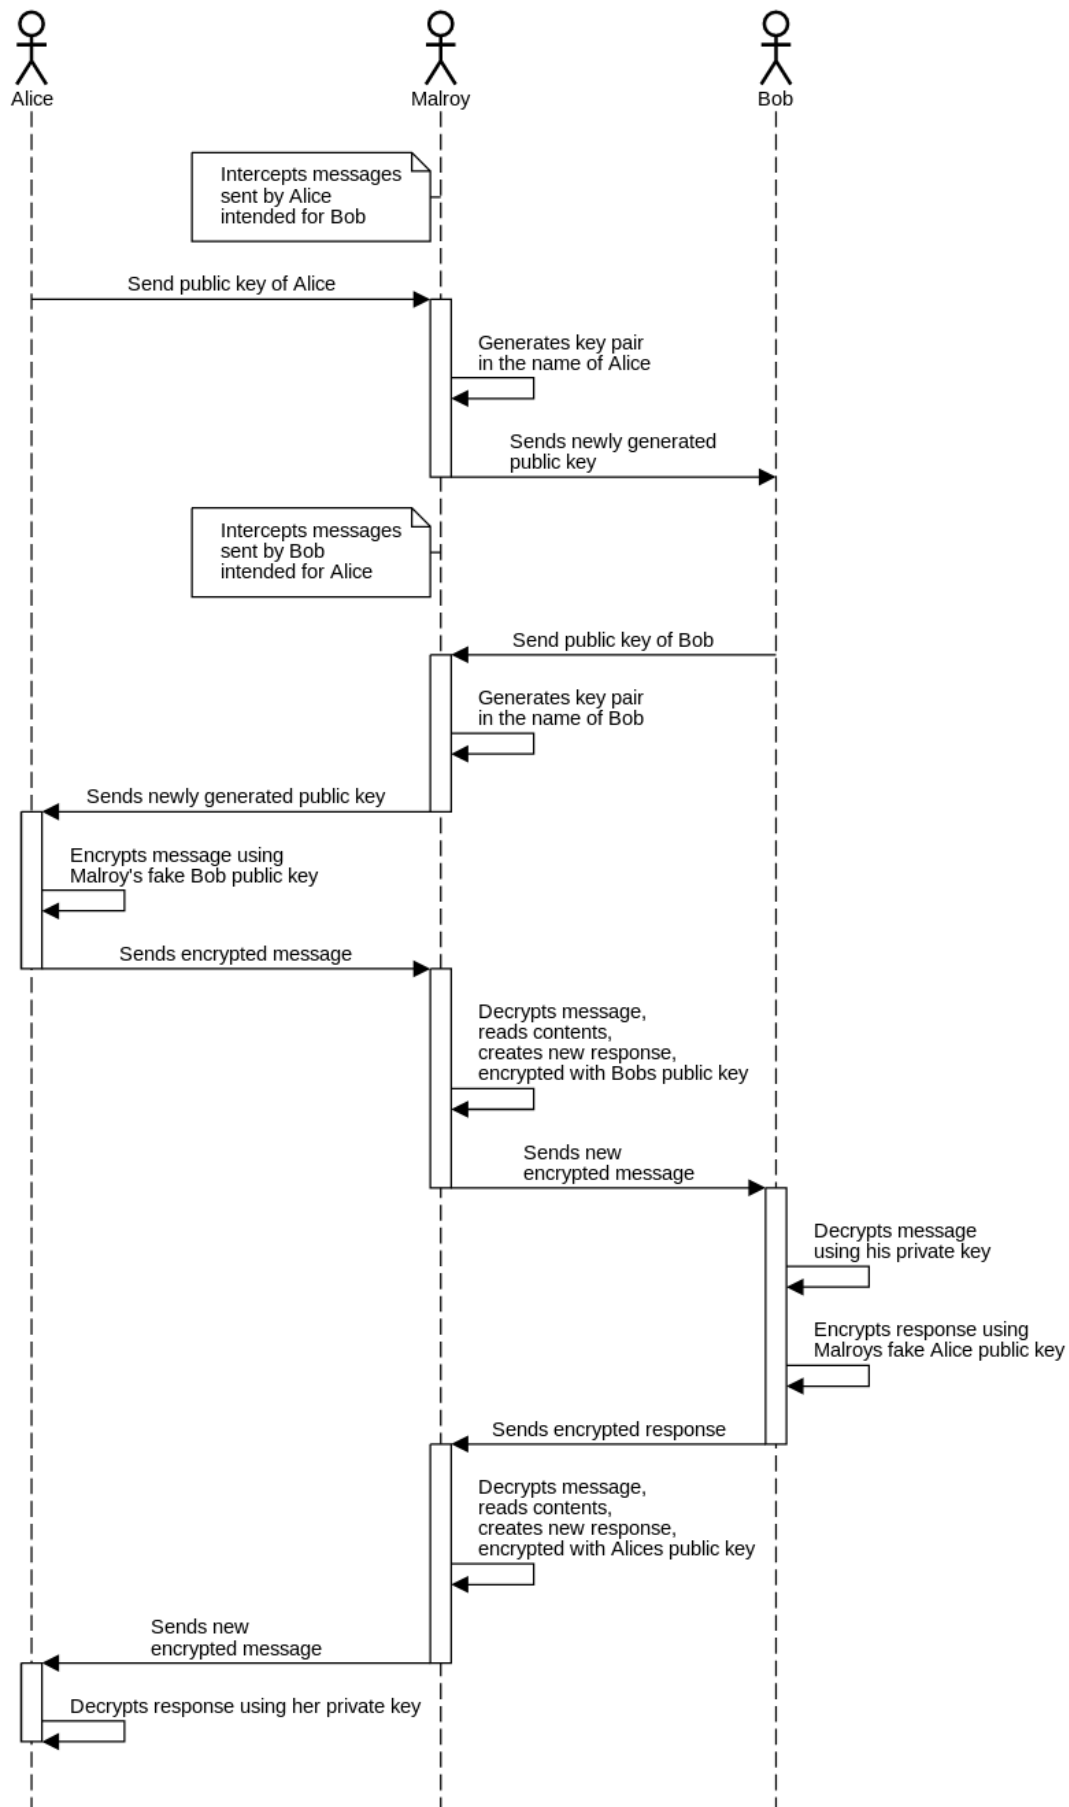 Alice
Malroy
Bob
Intercepts messages
sent by Alice
intended for Bob
Send public key of Alice
Generates key pair
in the name of Alice
Sends newly generated
public key
Intercepts messages
sent by Bob
intended for Alice
Send public key of Bob
Generates key pair
in the name of Bob
Sends newly generated public key
Encrypts message using
Malroy's fake Bob public key
Sends encrypted message
Decrypts message,
reads contents,
creates new response,
encrypted with Bobs public key
Sends new
encrypted message
Decrypts message
using his private key
Encrypts response using
Malroys fake Alice public key
Sends encrypted response
Decrypts message,
reads contents,
creates new response,
encrypted with Alices public key
Sends new
encrypted message
Decrypts response using her private key